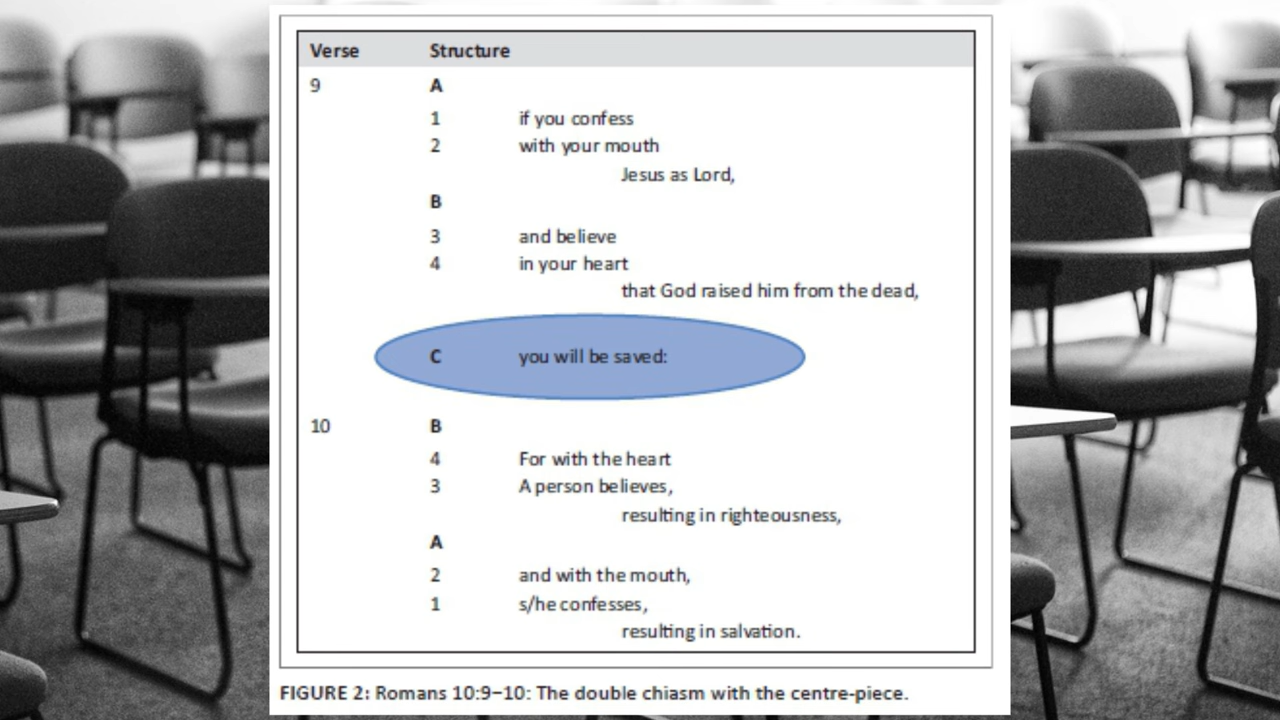 Verse Structure
9 A
1 if you confess
2 with your mouth
Jesus as Lord,
B
3 and believe
4 in your heart
that God raised him from the dead,
C you will be saved:
10 B
4 For with the heart
3 A person believes,
resulting in righteousness,
A
2 and with the mouth,
1 s/he confesses,
resulting in salvation.
FIGURE 2: Romans 10:9–10: The double chiasm with the centre-piece.